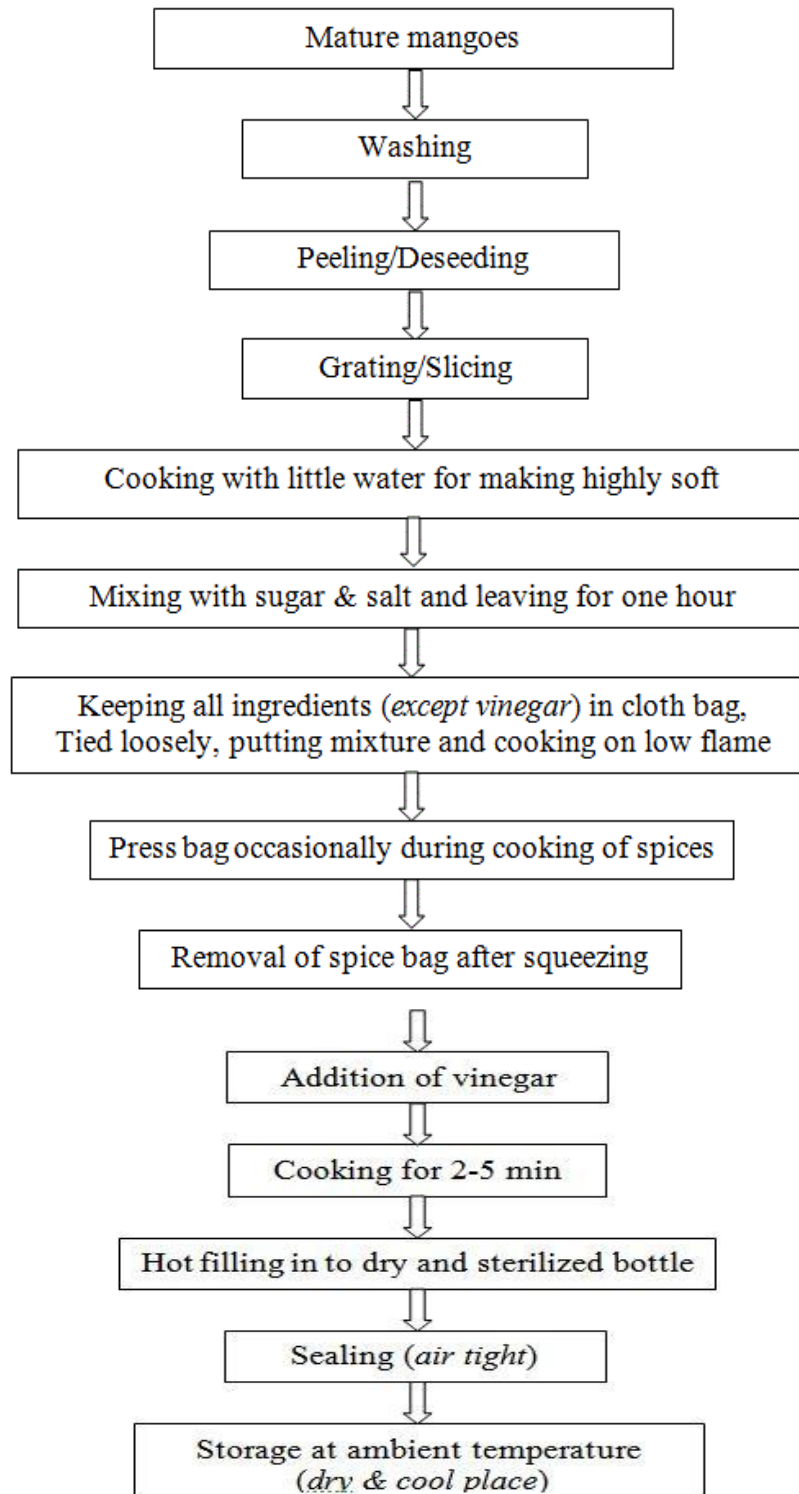 Mature mangoes
Washing
Peeling/Deseeding
Grating/Slicing
Cooking with little water for making highly soft
Mixing with sugar & salt and leaving for one hour
Keeping all ingredients (except vinegar) in cloth bag,
Tied loosely, putting mixture and cooking on low flame
Press bag occasionally during cooking of spices
Removal of spice bag after squeezing
Addition of vinegar
Cooking for 2-5 min
Hot filling in to dry and sterilized bottle
Sealing (air tight)
Storage at ambient temperature
(dry & cool place)